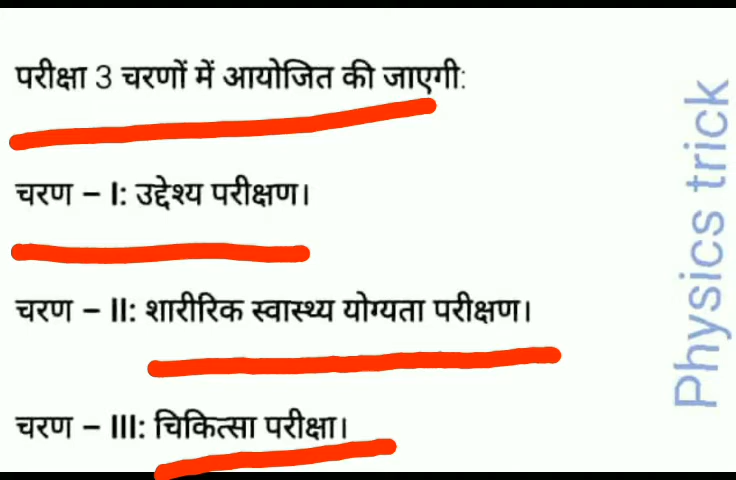 परीक्षा 3 चरणों में आयोजित की जाएगी:
चरण – I: उद्देश्य परीक्षण।
चरण – II: शारीरिक स्वास्थ्य योग्यता परीक्षण।
चरण – III: चिकित्सा परीक्षा।
Physics trick